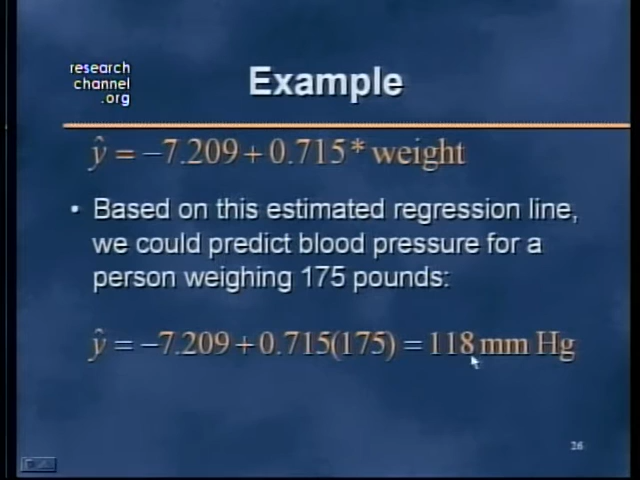 research
channel
.org
Example
ŷ = −7.209 + 0.715 * weight
• Based on this estimated regression line,
we could predict blood pressure for a
person weighing 175 pounds:
ŷ = −7.209 + 0.715(175) = 118 mm Hg
26